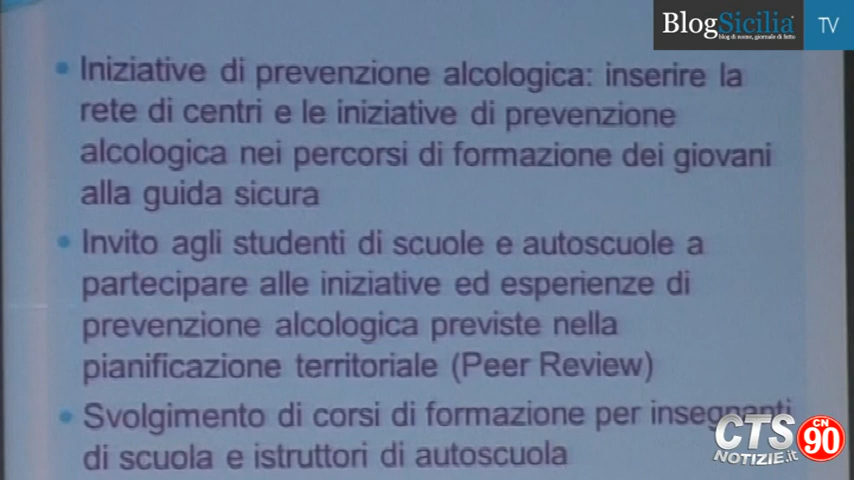 BlogSicilia TV
blog di nome, giornale di fatto
• Iniziative di prevenzione alcologica: inserire la
rete di centri e le iniziative di prevenzione
alcologica nei percorsi di formazione dei giovani
alla guida sicura
• Invito agli studenti di scuole e autoscuole a
partecipare alle iniziative ed esperienze di
prevenzione alcologica previste nella
pianificazione territoriale (Peer Review)
• Svolgimento di corsi di formazione per insegnanti
di scuola e istruttori di autoscuola
CTS CN
NOTIZIE.it 90